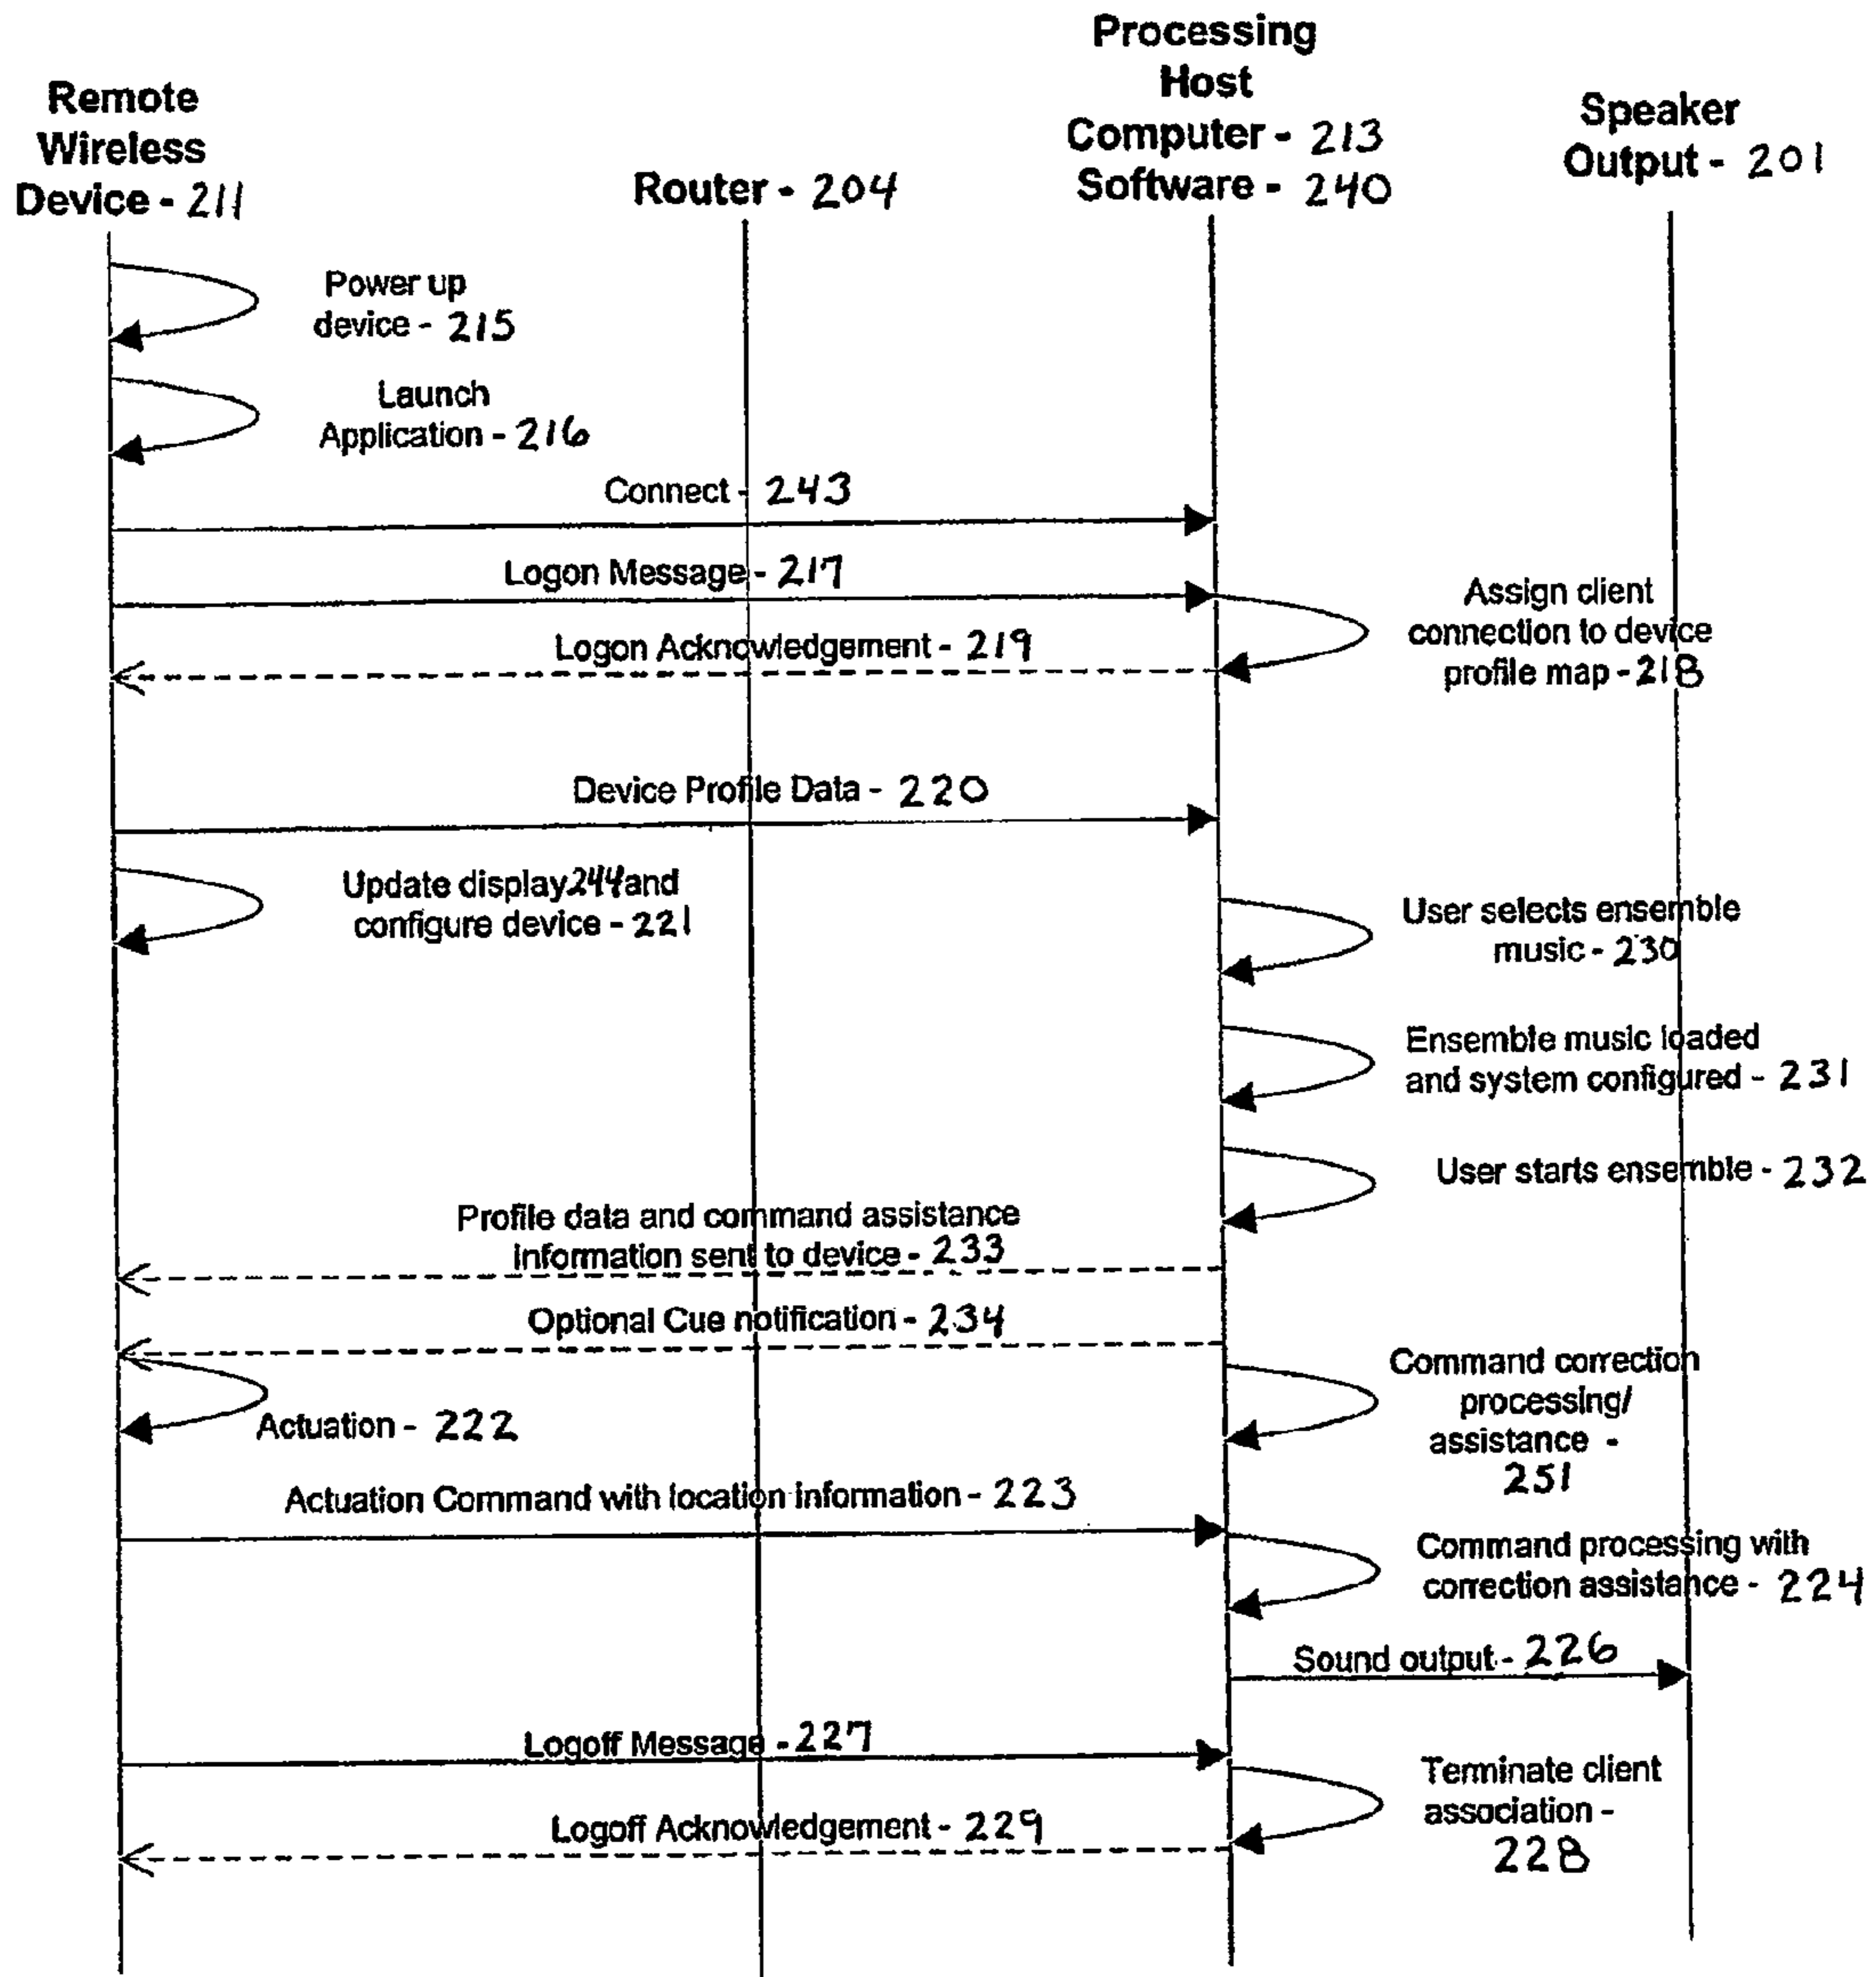 Remote
Wireless
Device - 211
Router - 204
Processing
Host
Computer - 213
Software - 240
Speaker
Output - 201
Power up
device - 215
Launch
Application - 216
Connect - 243
Logon Message - 217
Assign client
connection to device
profile map - 218
Logon Acknowledgement - 219
Device Profile Data - 220
Update display 244 and
configure device - 221
User selects ensemble
music - 230
Ensemble music loaded
and system configured - 231
User starts ensemble - 232
Profile data and command assistance
information sent to device - 233
Optional Cue notification - 234
Command correction
processing/
assistance -
251
Actuation - 222
Actuation Command with location information - 223
Command processing with
correction assistance - 224
Sound output - 226
Logoff Message - 227
Terminate client
association -
228
Logoff Acknowledgement - 229